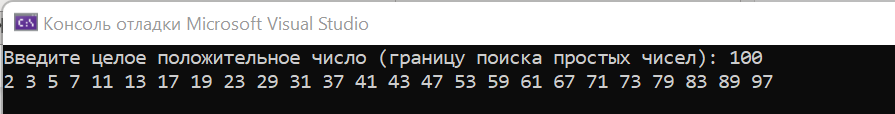 Консоль отладки Microsoft Visual Studio
Введите целое положительное число (границу поиска простых чисел): 100
2 3 5 7 11 13 17 19 23 29 31 37 41 43 47 53 59 61 67 71 73 79 83 89 97